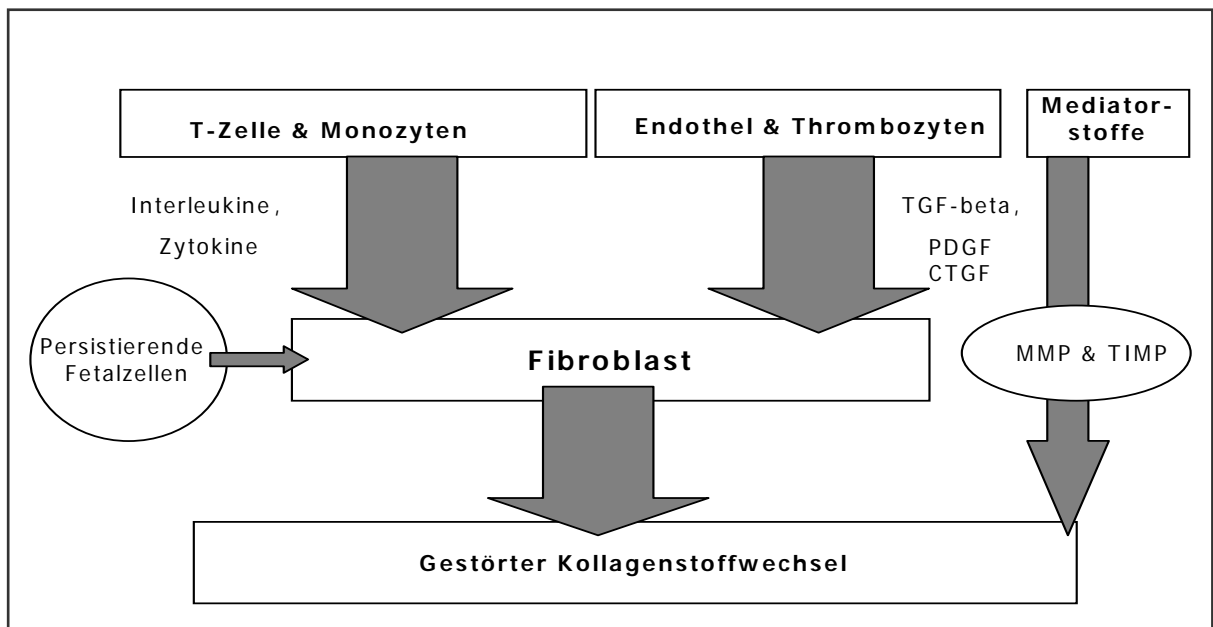 T-Zelle & Monozyten
Endothel & Thrombozyten
Mediator-
stoffe
Interleukine,
Zytokine
TGF-beta,
PDGF
CTGF
Persistierende
Fetalzellen
Fibroblast
MMP & TIMP
Gestörter Kollagenstoffwechsel